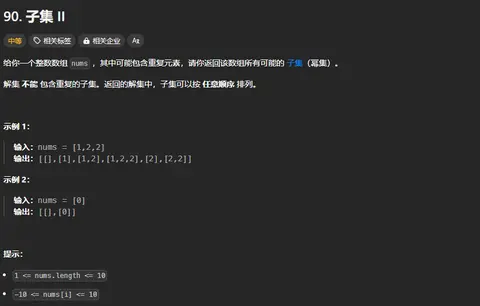 90. 子集 II
中等 相关标签 相关企业 Aχ
给你一个整数数组 nums ，其中可能包含重复元素，请你返回该数组所有可能的 子集（幂集）。
解集 不能 包含重复的子集。返回的解集中，子集可以按 任意顺序 排列。
示例 1：
输入：nums = [1,2,2]
输出：[[],[1],[1,2],[1,2,2],[2],[2,2]]
示例 2：
输入：nums = [0]
输出：[[],[0]]
提示：
• 1 <= nums.length <= 10
• -10 <= nums[i] <= 10